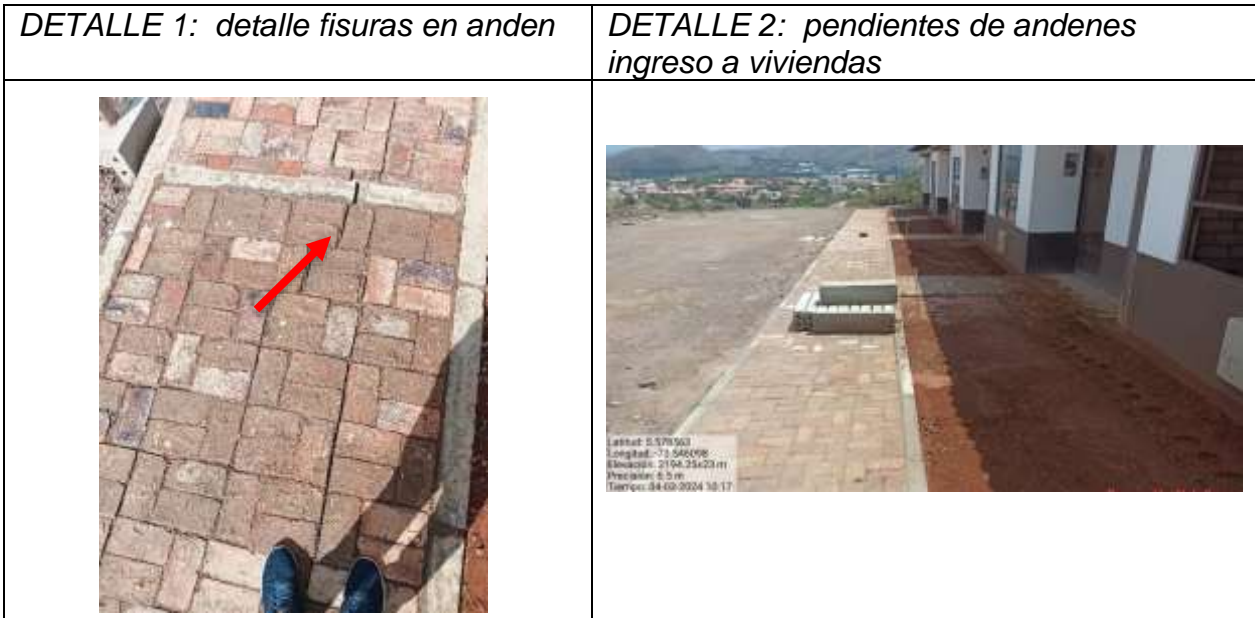 DETALLE 1: detalle fisuras en anden
DETALLE 2: pendientes de andenes
ingreso a viviendas
Latitud: 5.578563
Longitud: -73.546098
Elevación: 2194.25±23 m
Precisión: 6.5 m
Tiempo: 04-03-2024 10:17